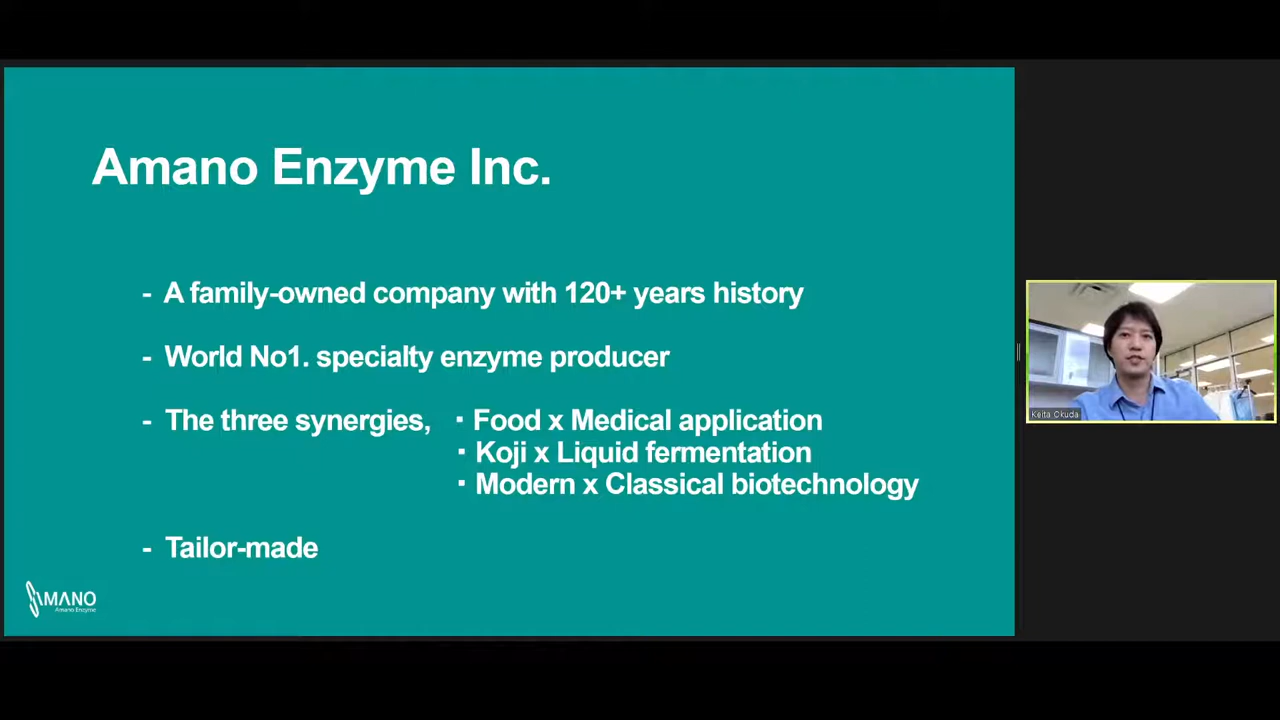 Amano Enzyme Inc.
- A family-owned company with 120+ years history
- World No1. specialty enzyme producer
- The three synergies, ・Food x Medical application
・Koji x Liquid fermentation
・Modern x Classical biotechnology
- Tailor-made
AMANO
Amano Enzyme
Keita Okuda